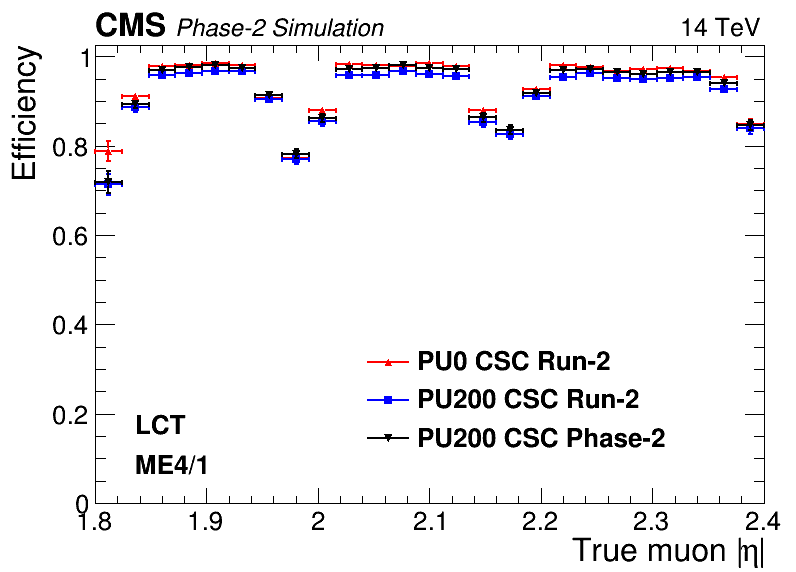 CMS Phase-2 Simulation 14 TeV
Efficiency
1
0.8
0.6
0.4
0.2
0
PU0 CSC Run-2
PU200 CSC Run-2
PU200 CSC Phase-2
LCT
ME4/1
1.8 1.9 2 2.1 2.2 2.3 2.4
True muon |η|